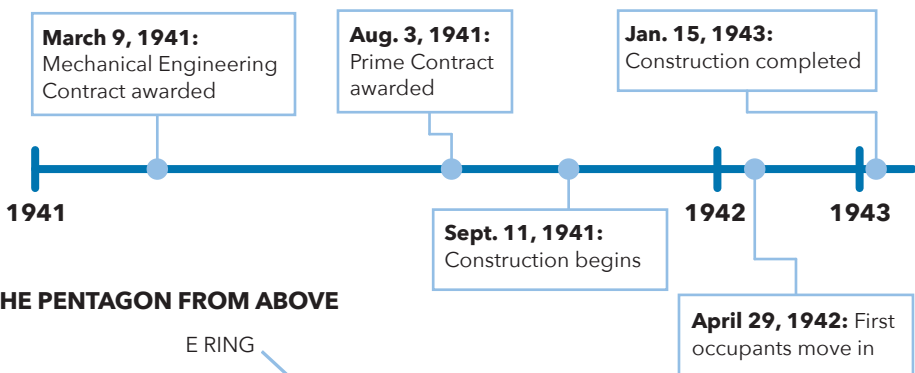 March 9, 1941:
Mechanical Engineering
Contract awarded
Aug. 3, 1941:
Prime Contract
awarded
Jan. 15, 1943:
Construction completed
1941
1942
1943
Sept. 11, 1941:
Construction begins
April 29, 1942: First
occupants move in
HE PENTAGON FROM ABOVE
E RING